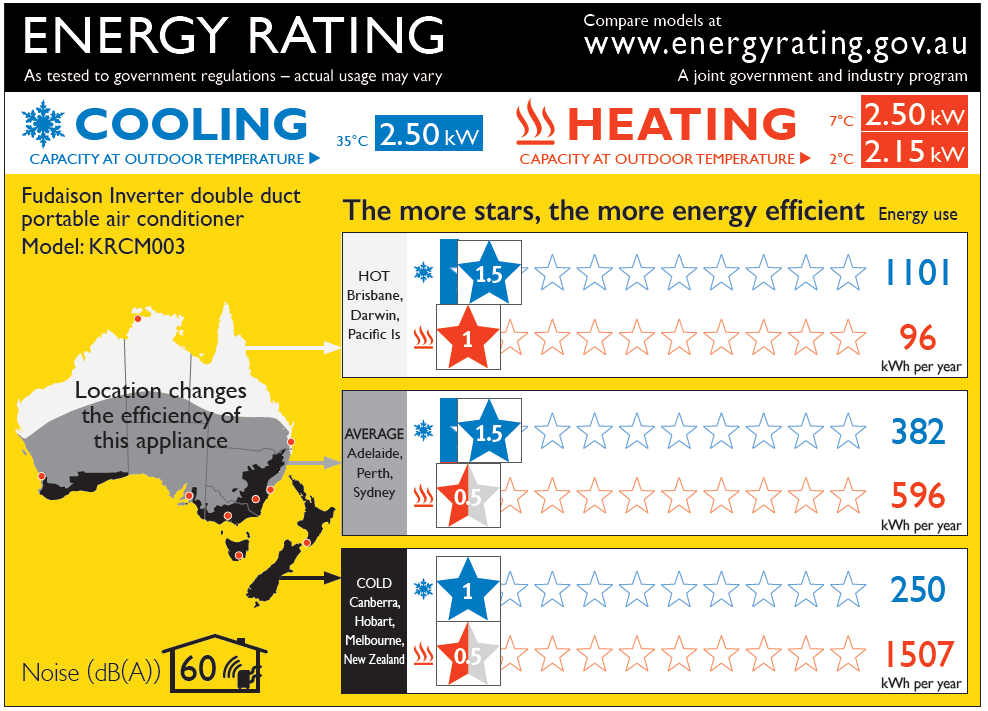 ENERGY RATING
As tested to government regulations – actual usage may vary
Compare models at
www.energyrating.gov.au
A joint government and industry program
COOLING
CAPACITY AT OUTDOOR TEMPERATURE ▶
35°C 2.50 kW
HEATING
CAPACITY AT OUTDOOR TEMPERATURE ▶
7°C 2.50 kW
2°C 2.15 kW
Fudaison Inverter double duct
portable air conditioner
Model: KRCM003
The more stars, the more energy efficient Energy use
Location changes
the efficiency of
this appliance
HOT
Brisbane,
Darwin,
Pacific Is
1.5 1101
1 96
kWh per year
AVERAGE
Adelaide,
Perth,
Sydney
1.5 382
0.5 596
kWh per year
COLD
Canberra,
Hobart,
Melbourne,
New Zealand
1 250
0.5 1507
kWh per year
Noise (dB(A)) 60